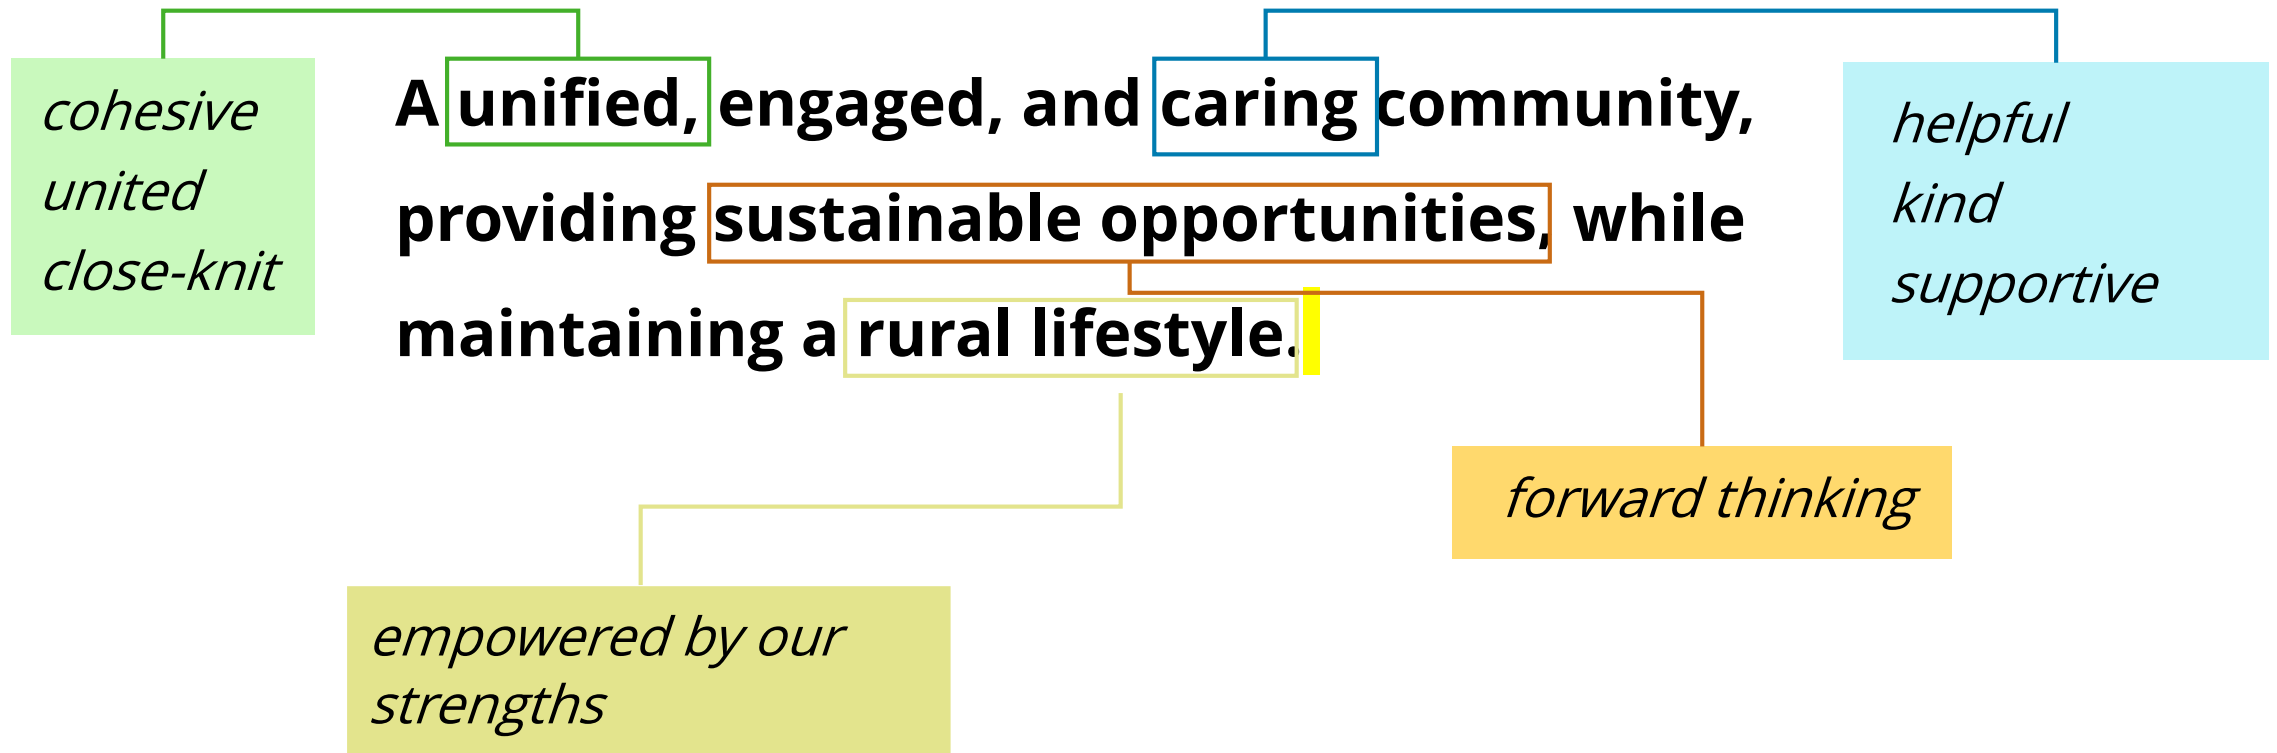 cohesive
united
close-knit
A unified, engaged, and caring community,
providing sustainable opportunities, while
maintaining a rural lifestyle.
helpful
kind
supportive
forward thinking
empowered by our
strengths